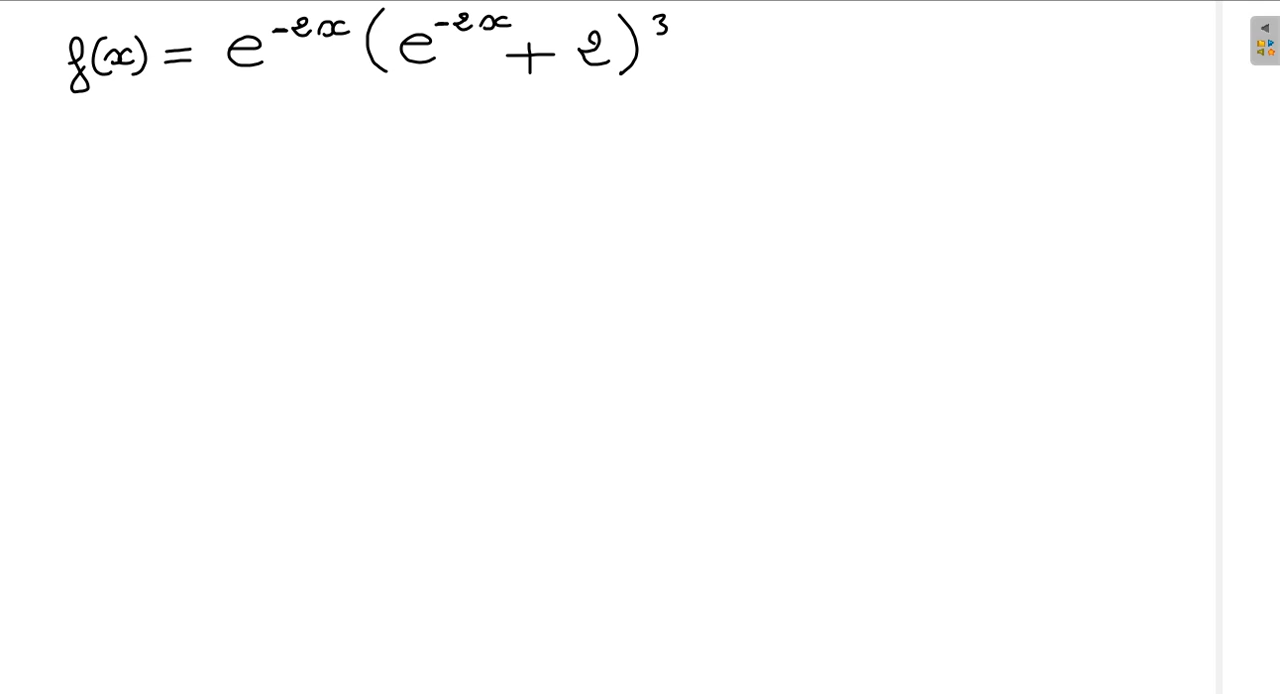 f(x) = e^{-2x} (e^{-2x} + 2)^3